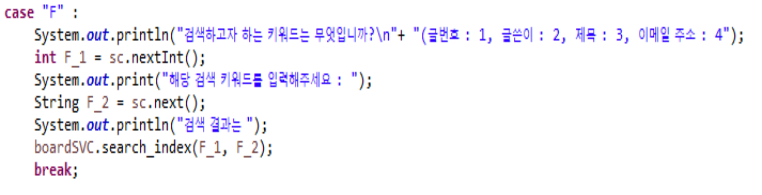 case "F" :
System.out.println("검색하고자 하는 키워드는 무엇입니까?\n"+ "(글번호 : 1, 글쓴이 : 2, 제목 : 3, 이메일 주소 : 4");
int F_1 = sc.nextInt();
System.out.print("해당 검색 키워드를 입력해주세요 : ");
String F_2 = sc.next();
System.out.println("검색 결과는 ");
boardSVC.search_index(F_1, F_2);
break;